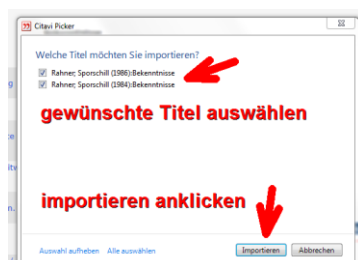 Citavi Picker
Welche Titel möchten Sie importieren?
Rahner, Sporschill (1986):Bekenntnisse
Rahner, Sporschill (1984):Bekenntnisse
gewünschte Titel auswählen
importieren anklicken
Auswahl aufheben Alle auswählen Importieren Abbrechen